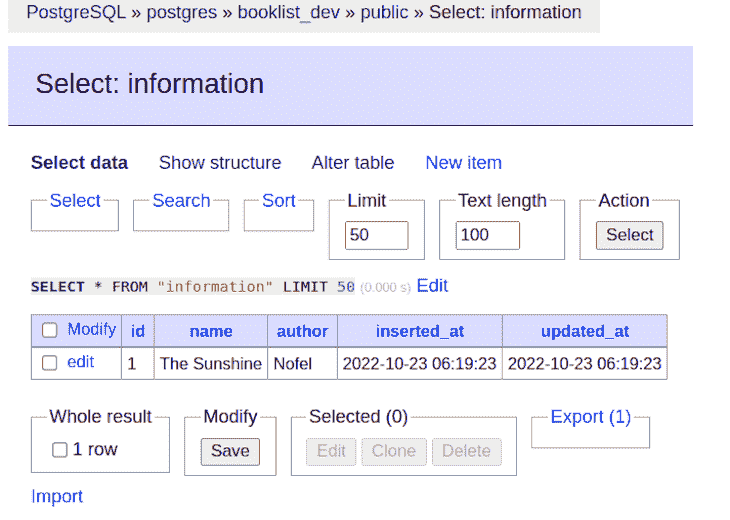 PostgreSQL » postgres » booklist_dev » public » Select: information
Select: information
Select data Show structure Alter table New item
Select Search Sort Limit Text length Action
50 100 Select
SELECT * FROM "information" LIMIT 50 (0.000 s) Edit
Modify id name author inserted_at updated_at
edit 1 The Sunshine Nofel 2022-10-23 06:19:23 2022-10-23 06:19:23
Whole result Modify Selected (0) Export (1)
1 row Save Edit Clone Delete
Import